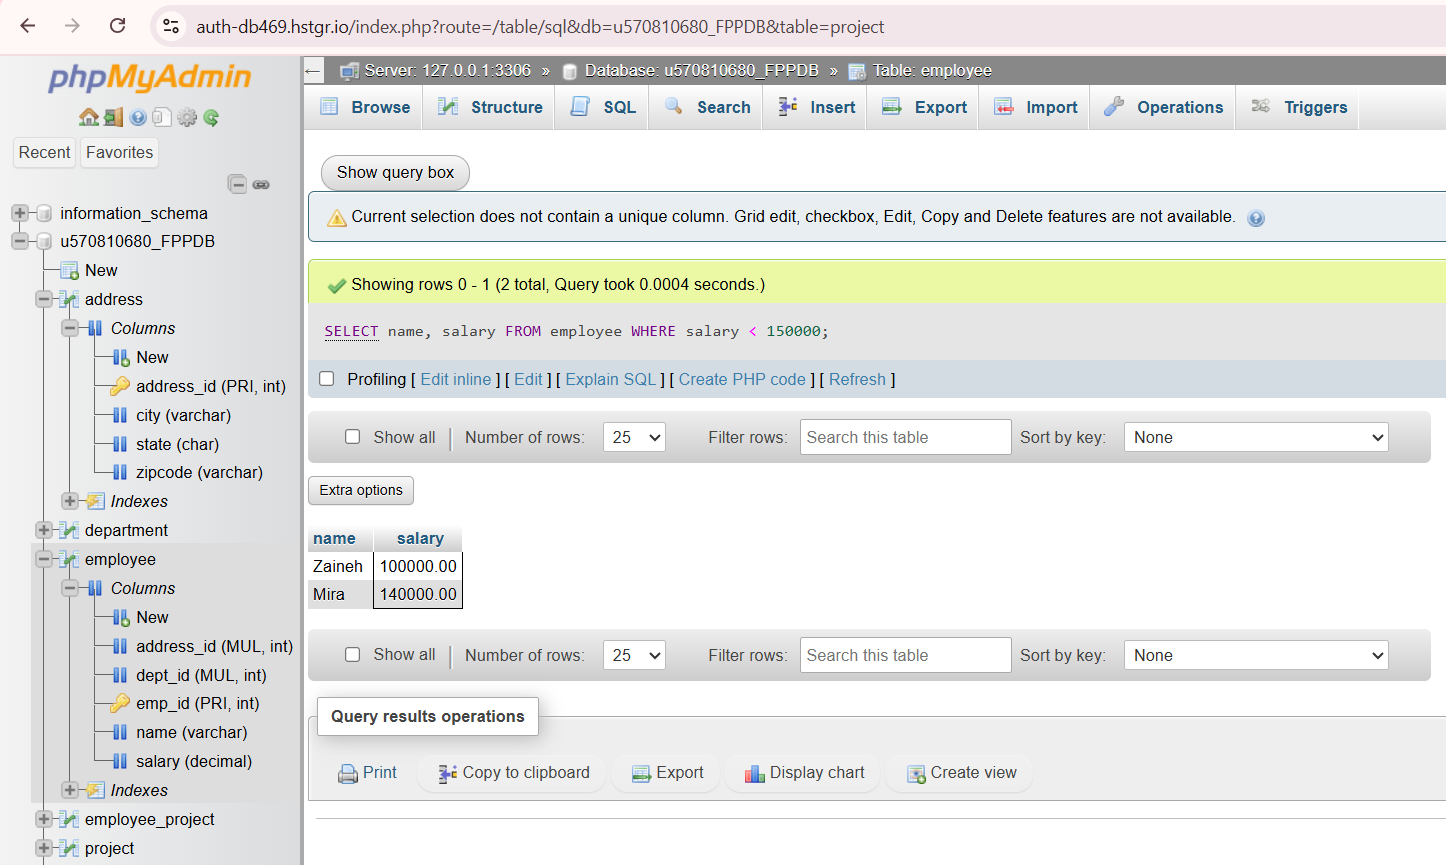 auth-db469.hstgr.io/index.php?route=/table/sql&db=u570810680_FPPDB&table=project
phpMyAdmin
Recent Favorites
information_schema
u570810680_FPPDB
New
address
Columns
New
address_id (PRI, int)
city (varchar)
state (char)
zipcode (varchar)
Indexes
department
employee
Columns
New
address_id (MUL, int)
dept_id (MUL, int)
emp_id (PRI, int)
name (varchar)
salary (decimal)
Indexes
employee_project
project
Server: 127.0.0.1:3306 » Database: u570810680_FPPDB » Table: employee
Browse Structure SQL Search Insert Export Import Operations Triggers
Show query box
Current selection does not contain a unique column. Grid edit, checkbox, Edit, Copy and Delete features are not available.
Showing rows 0 - 1 (2 total, Query took 0.0004 seconds.)
SELECT name, salary FROM employee WHERE salary < 150000;
Profiling [ Edit inline ] [ Edit ] [ Explain SQL ] [ Create PHP code ] [ Refresh ]
Show all | Number of rows: 25 Filter rows: Search this table Sort by key: None
Extra options
name salary
Zaineh 100000.00
Mira 140000.00
Show all | Number of rows: 25 Filter rows: Search this table Sort by key: None
Query results operations
Print Copy to clipboard Export Display chart Create view